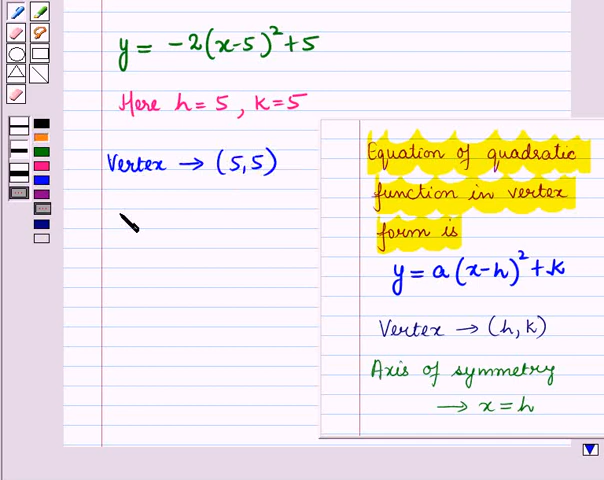 y = -2(x-5)² + 5
Here h = 5 , k = 5
Vertex → (5,5)
Equation of quadratic
function in vertex
form is
y = a(x-h)² + k
Vertex → (h, k)
Axis of symmetry
→ x = h